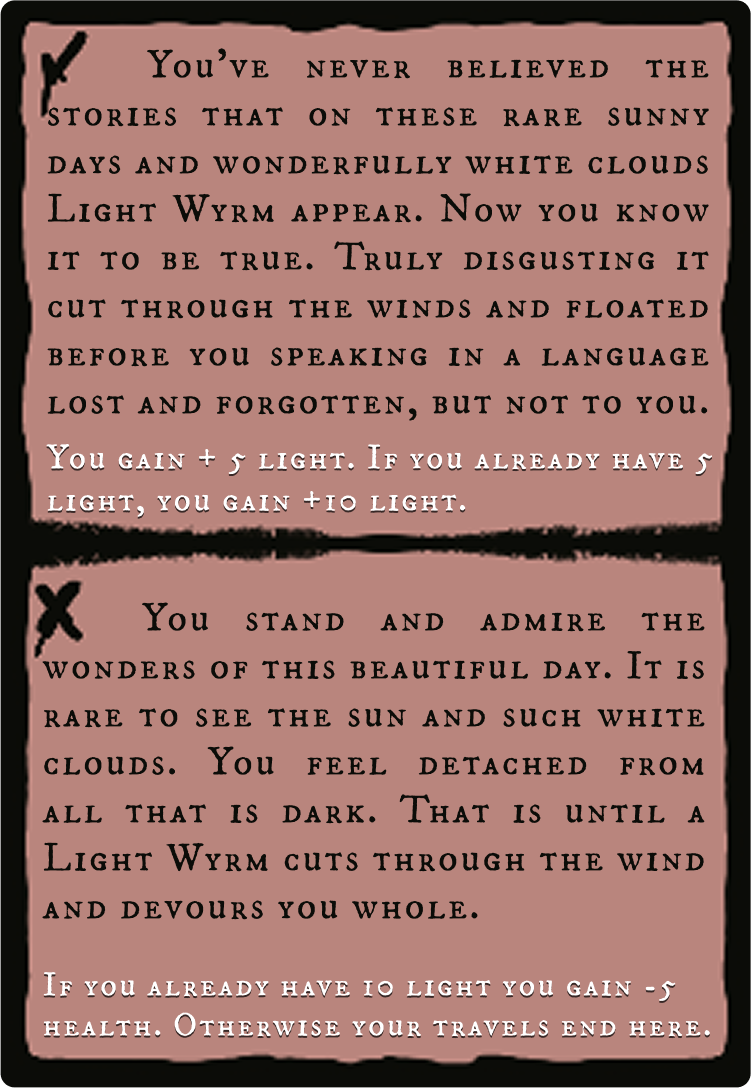 You've never believed the
stories that on these rare sunny
days and wonderfully white clouds
Light Wyrm appear. Now you know
it to be true. Truly disgusting it
cut through the winds and floated
before you speaking in a language
lost and forgotten, but not to you.
You gain + 5 light. If you already have 5
light, you gain +10 light.
You stand and admire the
wonders of this beautiful day. It is
rare to see the sun and such white
clouds. You feel detached from
all that is dark. That is until a
Light Wyrm cuts through the wind
and devours you whole.
If you already have 10 light you gain -5
health. Otherwise your travels end here.